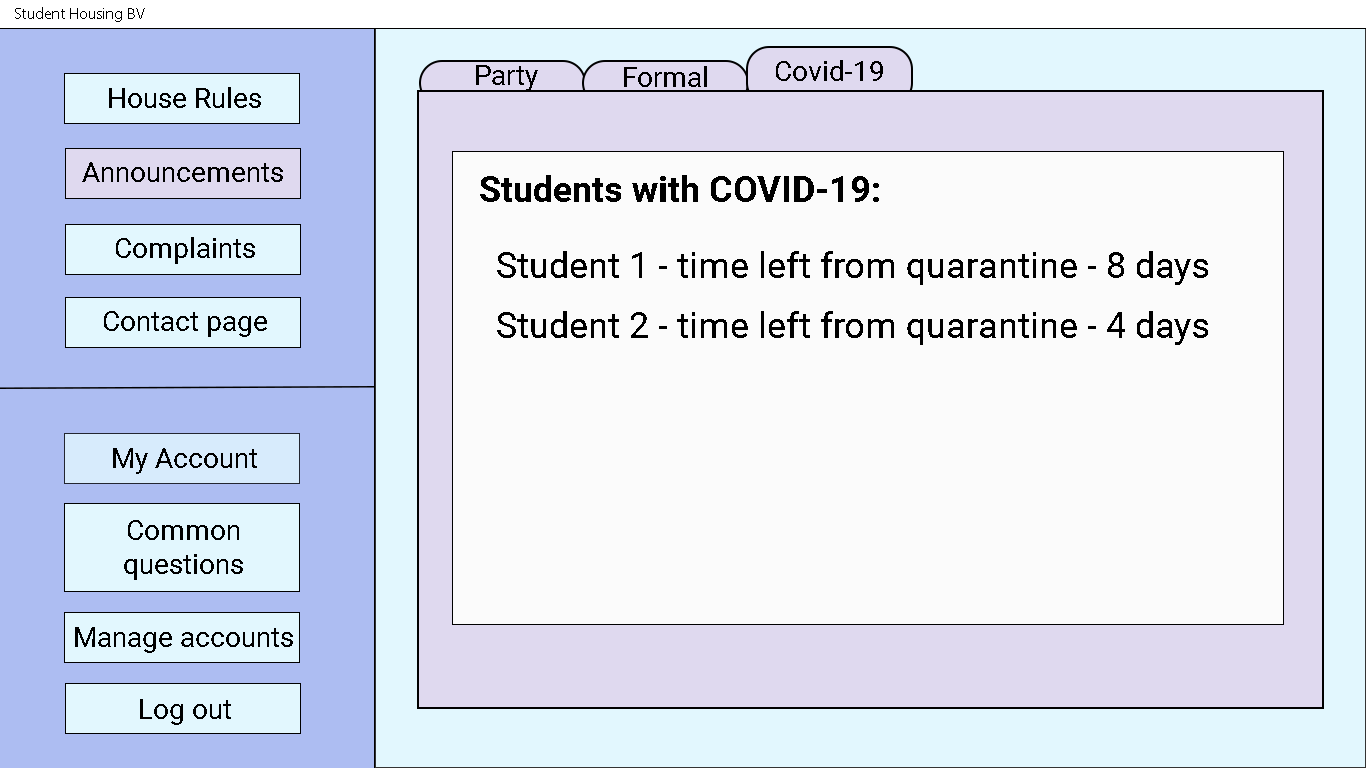 Student Housing BV
House Rules
Announcements
Complaints
Contact page
My Account
Common
questions
Manage accounts
Log out
Party
Formal
Covid-19
Students with COVID-19:
Student 1 - time left from quarantine - 8 days
Student 2 - time left from quarantine - 4 days